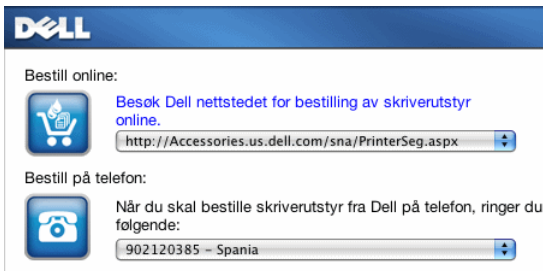 DELL
Bestill online:
Besøk Dell nettstedet for bestilling av skriverutstyr
online.
http://Accessories.us.dell.com/sna/PrinterSeg.aspx
Bestill på telefon:
Når du skal bestille skriverutstyr fra Dell på telefon, ringer du
følgende:
902120385 – Spania